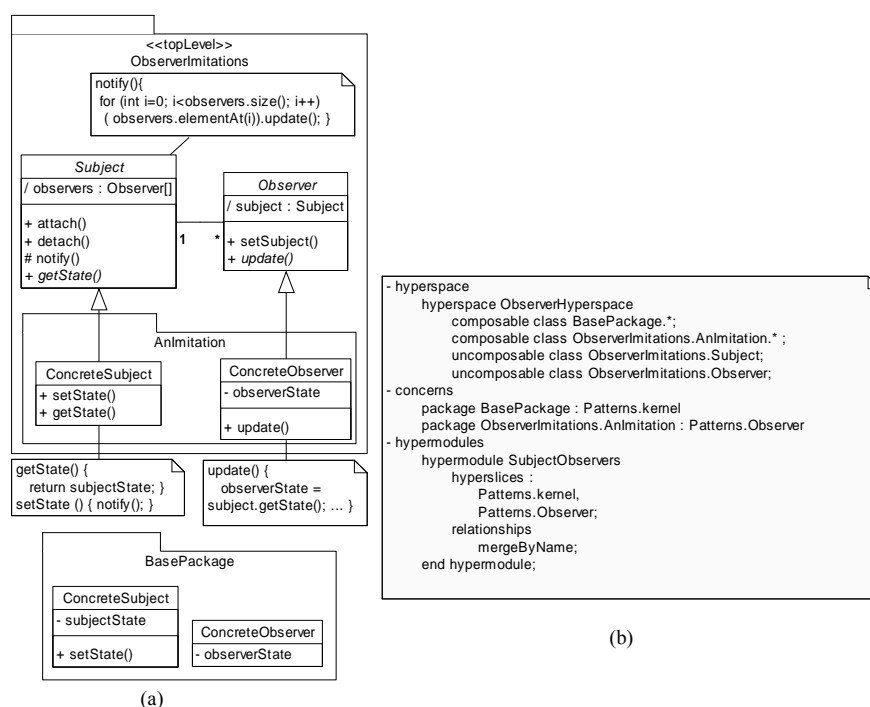 <<topLevel>>
ObserverImitations
notify(){
for (int i=0; i<observers.size(); i++)
( observers.elementAt(i)).update(); }
Subject
/ observers : Observer[]
+ attach()
+ detach()
# notify()
+ getState()
1
*
Observer
/ subject : Subject
+ setSubject()
+ update()
AnImitation
ConcreteSubject
+ setState()
+ getState()
ConcreteObserver
- observerState
+ update()
getState() {
return subjectState; }
setState () { notify(); }
update() {
observerState =
subject.getState(); ... }
BasePackage
ConcreteSubject
- subjectState
+ setState()
ConcreteObserver
- observerState
(a)
- hyperspace
hyperspace ObserverHyperspace
composable class BasePackage.*;
composable class ObserverImitations.AnImitation.* ;
uncomposable class ObserverImitations.Subject;
uncomposable class ObserverImitations.Observer;
- concerns
package BasePackage : Patterns.kernel
package ObserverImitations.AnImitation : Patterns.Observer
- hypermodules
hypermodule SubjectObservers
hyperslices :
Patterns.kernel,
Patterns.Observer;
relationships
mergeByName;
end hypermodule;
(b)